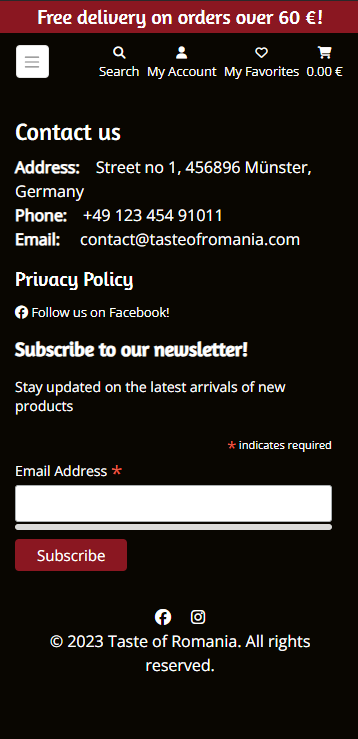 Free delivery on orders over 60 €!
Search My Account My Favorites 0.00 €
Contact us
Address: Street no 1, 456896 Münster,
Germany
Phone: +49 123 454 91011
Email: contact@tasteofromania.com
Privacy Policy
Follow us on Facebook!
Subscribe to our newsletter!
Stay updated on the latest arrivals of new
products
* indicates required
Email Address *
Subscribe
© 2023 Taste of Romania. All rights
reserved.